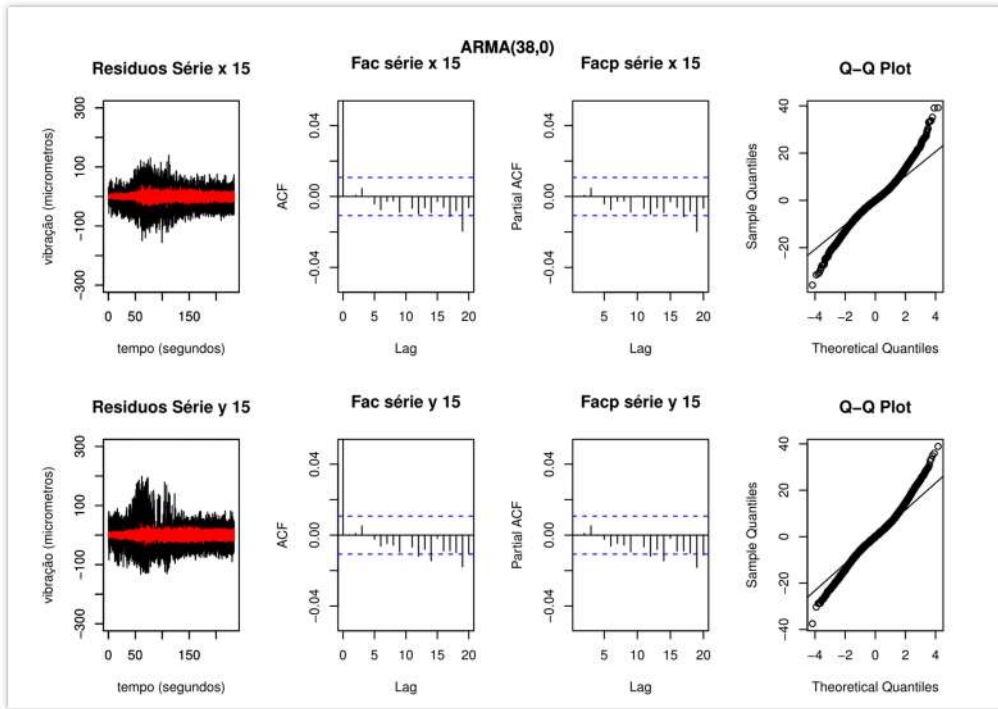 ARMA(38,0)
Residuos Série x 15
Fac série x 15
Facp série x 15
Q−Q Plot
vibração (micrometros)
300
100
−100
−300
0 50 150
tempo (segundos)
ACF
0.04
0.00
−0.04
0 5 10 15 20
Lag
Partial ACF
0.04
0.00
−0.04
5 10 15 20
Lag
Sample Quantiles
40
20
0
−20
−4 −2 0 2 4
Theoretical Quantiles
Residuos Série y 15
Fac série y 15
Facp série y 15
Q−Q Plot
vibração (micrometros)
300
100
−100
−300
0 50 150
tempo (segundos)
ACF
0.04
0.00
−0.04
0 5 10 15 20
Lag
Partial ACF
0.04
0.00
−0.04
5 10 15 20
Lag
Sample Quantiles
40
20
0
−20
−40
−4 −2 0 2 4
Theoretical Quantiles